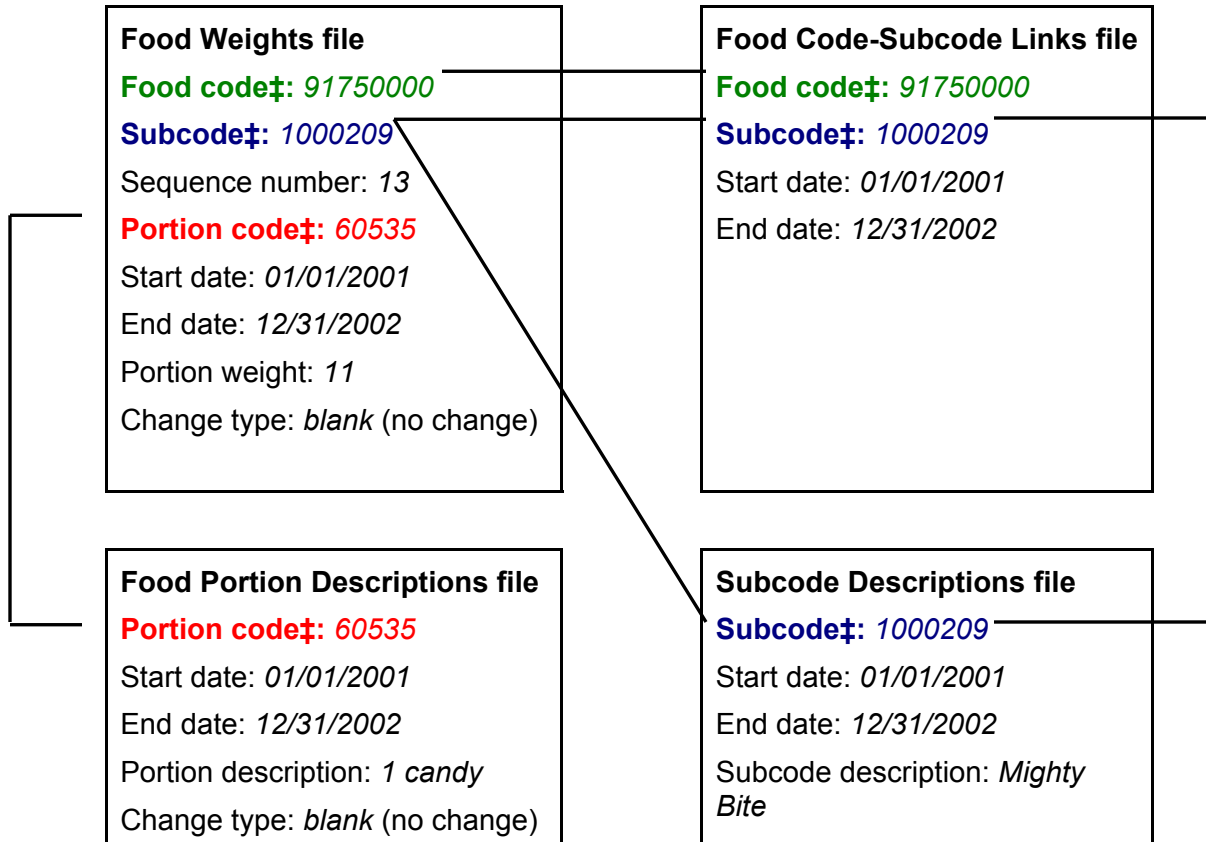 Food Weights file
Food code‡: 91750000
Subcode‡: 1000209
Sequence number: 13
Portion code‡: 60535
Start date: 01/01/2001
End date: 12/31/2002
Portion weight: 11
Change type: blank (no change)
Food Code-Subcode Links file
Food code‡: 91750000
Subcode‡: 1000209
Start date: 01/01/2001
End date: 12/31/2002
Food Portion Descriptions file
Portion code‡: 60535
Start date: 01/01/2001
End date: 12/31/2002
Portion description: 1 candy
Change type: blank (no change)
Subcode Descriptions file
Subcode‡: 1000209
Start date: 01/01/2001
End date: 12/31/2002
Subcode description: Mighty
Bite